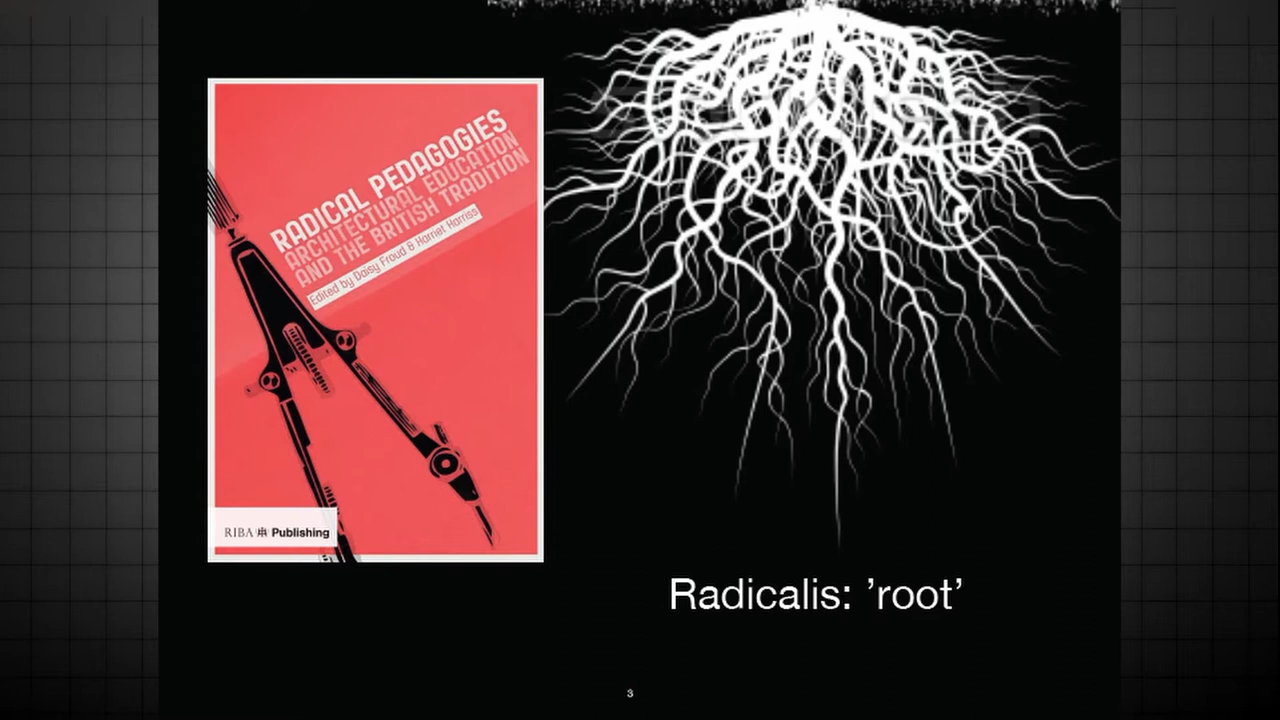 RADICAL PEDAGOGIES
ARCHITECTURAL EDUCATION
AND THE BRITISH TRADITION
Edited by Daisy Froud & Harriet Harriss
RIBA Publishing
Radicalis: ’root’
3